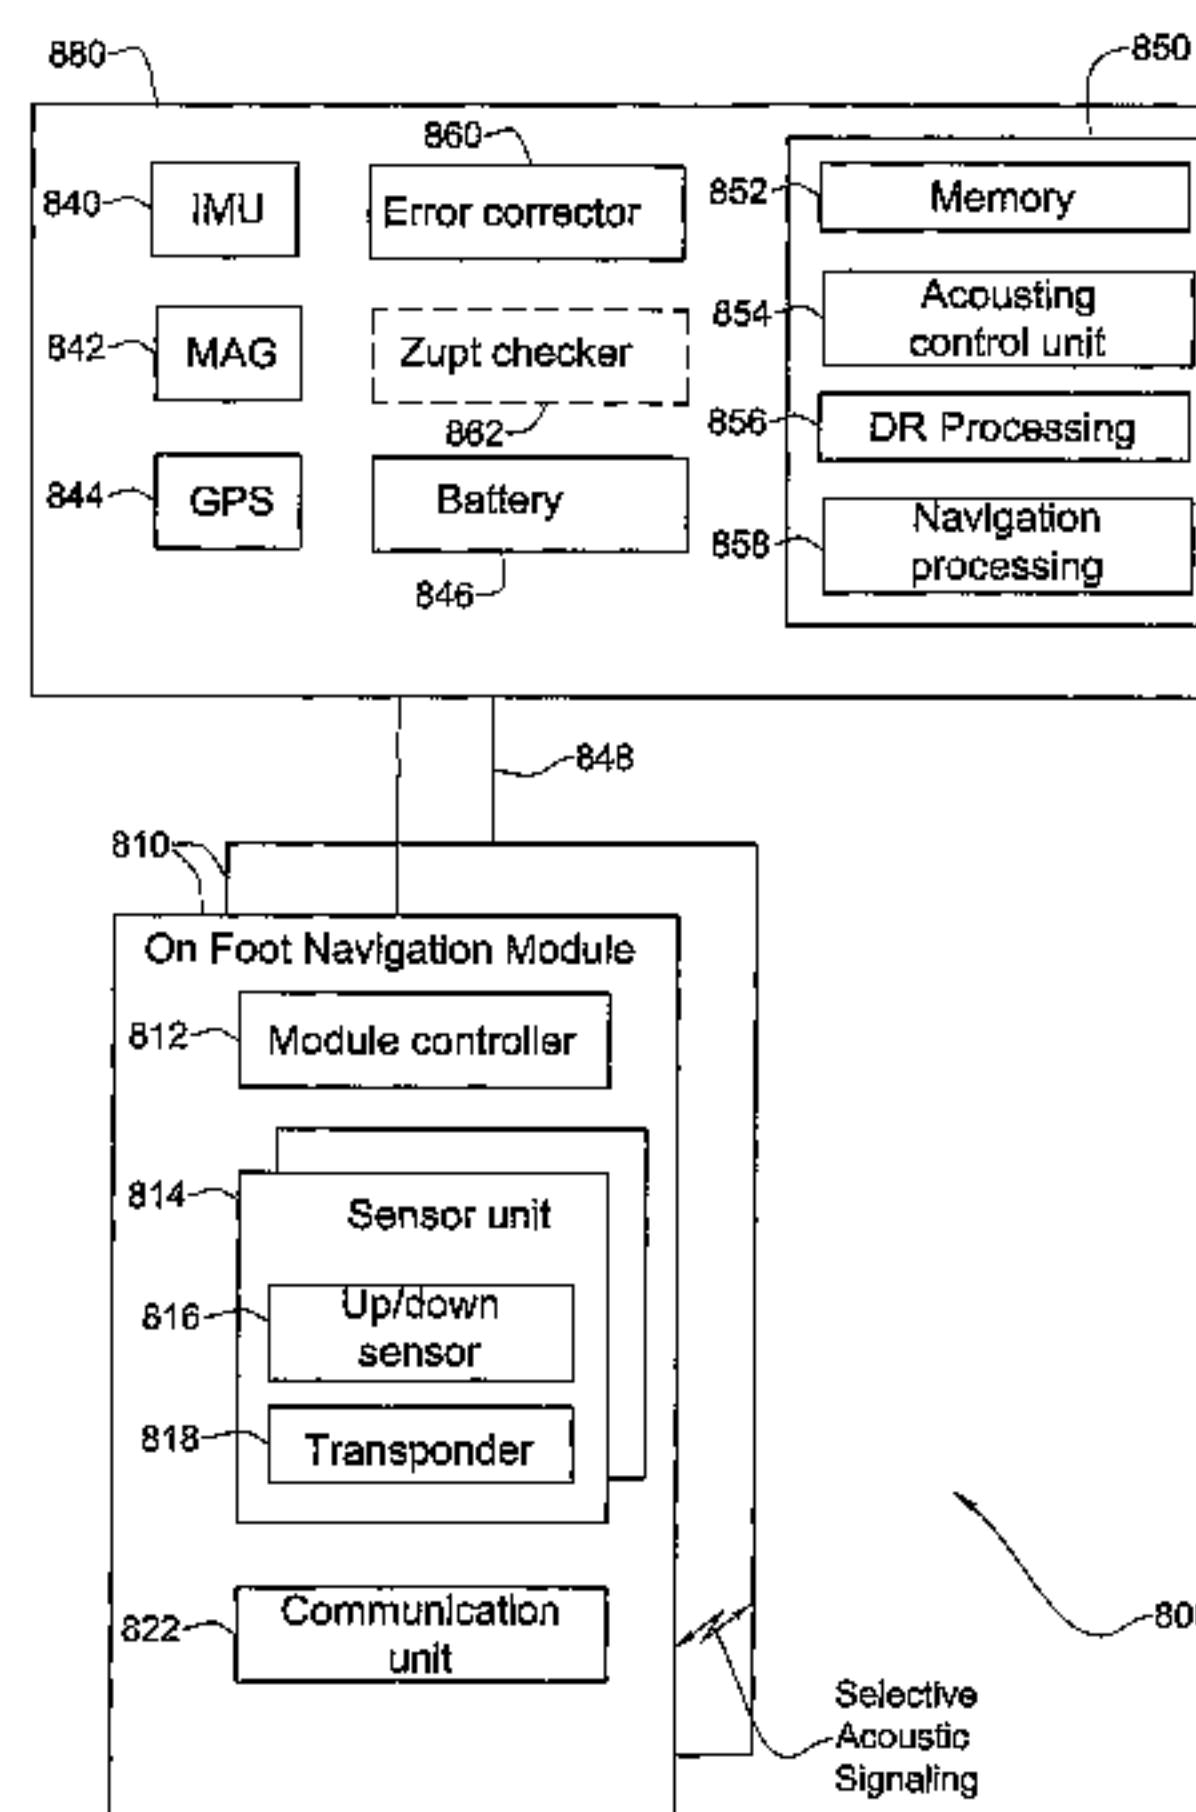 880
850
860
840
IMU
Error corrector
852
Memory
842
MAG
Zupt checker
862
854
Acousting
control unit
856
DR Processing
844
GPS
Battery
846
858
Navigation
processing
848
810
On Foot Navigation Module
812
Module controller
814
Sensor unit
816
Up/down
sensor
818
Transponder
822
Communication
unit
Selective
Acoustic
Signaling